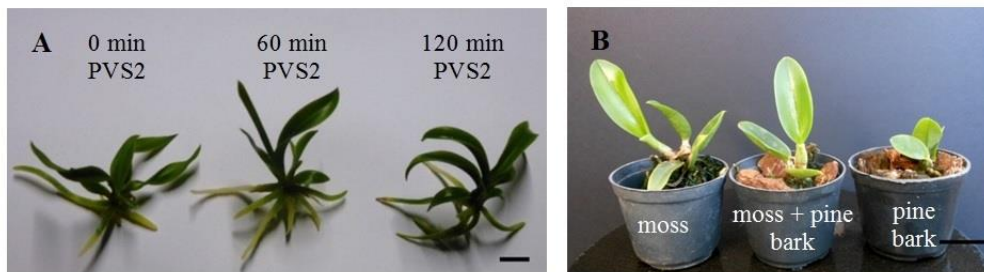 A
0 min
PVS2
60 min
PVS2
120 min
PVS2
B
moss
moss + pine
bark
pine
bark